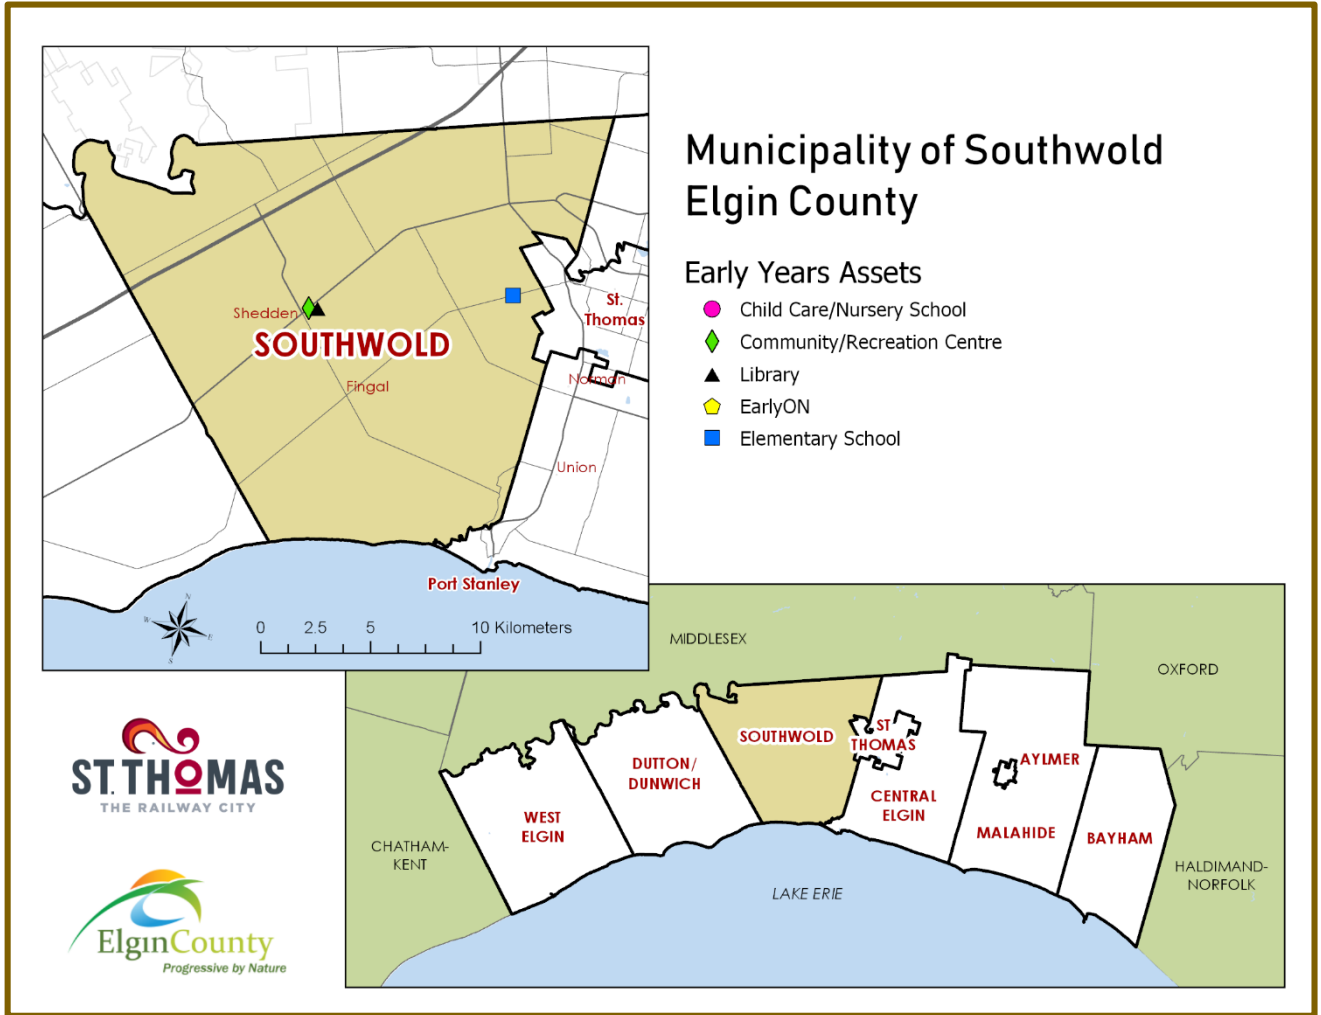 Municipality of Southwold
Elgin County
Early Years Assets
Child Care/Nursery School
Community/Recreation Centre
Library
EarlyON
Elementary School
Shedden
SOUTHWOLD
Fingal
St.
Thomas
Norman
Union
Port Stanley
N
W
E
S
0 2.5 5 10 Kilometers
MIDDLESEX
OXFORD
SOUTHWOLD
ST
THOMAS
DUTTON/
DUNWICH
AYLMER
WEST
ELGIN
CENTRAL
ELGIN
MALAHIDE
BAYHAM
CHATHAM-
KENT
HALDIMAND-
NORFOLK
LAKE ERIE
ST. THOMAS
THE RAILWAY CITY
ElginCounty
Progressive by Nature